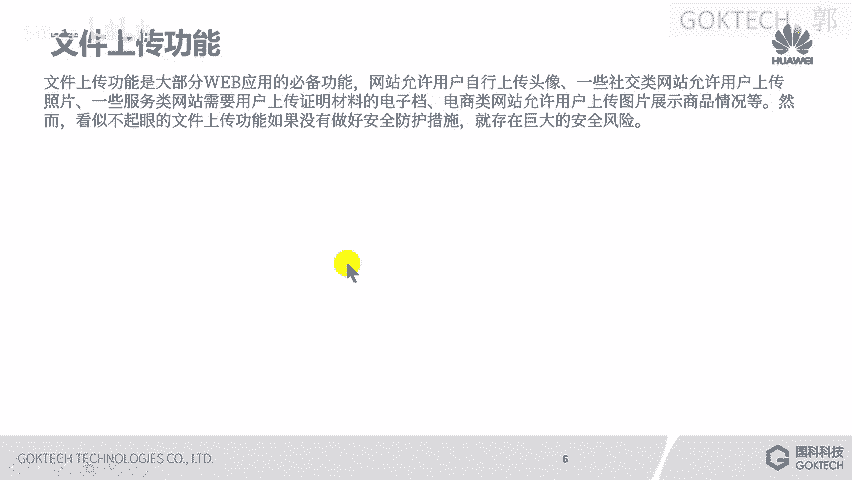 GOKTECH, 郭
文件上传功能
HUAWEI
文件上传功能是大部分WEB应用的必备功能，网站允许用户自行上传头像、一些社交类网站允许用户上传
照片、一些服务类网站需要用户上传证明材料的电子档、电商类网站允许用户上传图片展示商品情况等。然
而，看似不起眼的文件上传功能如果没有做好安全防护措施，就存在巨大的安全风险。
GOKTECH TECHNOLOGIES CO., LTD.
6
国科科技
GOKTECH